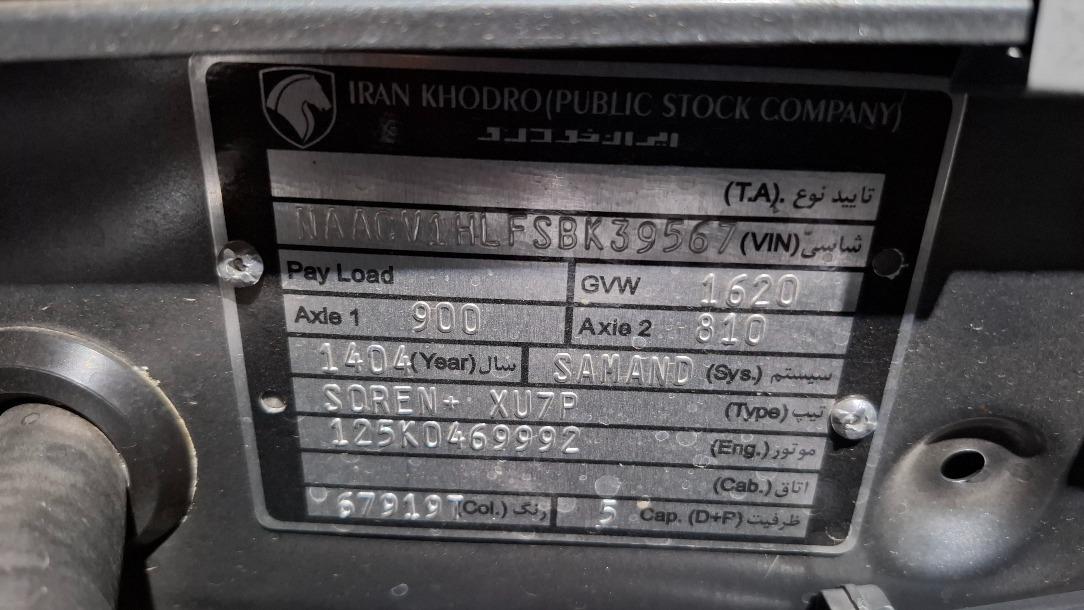 IRAN KHODRO(PUBLIC STOCK COMPANY)
ایران خودرو
تایید نوع .(T.A)
NAACV1HLFSBK39567 (VIN) شاسی
Pay Load GVW 1620
Axle 1 900 Axle 2 810
1404 (Year) سال SAMAND (Sys.) سیستم
SOREN+ XU7P (Type) تیپ
125K0469992 (Eng.) موتور
(Cab.) اتاق
67919T (Col.) رنگ 5 Cap. (D+P) ظرفیت